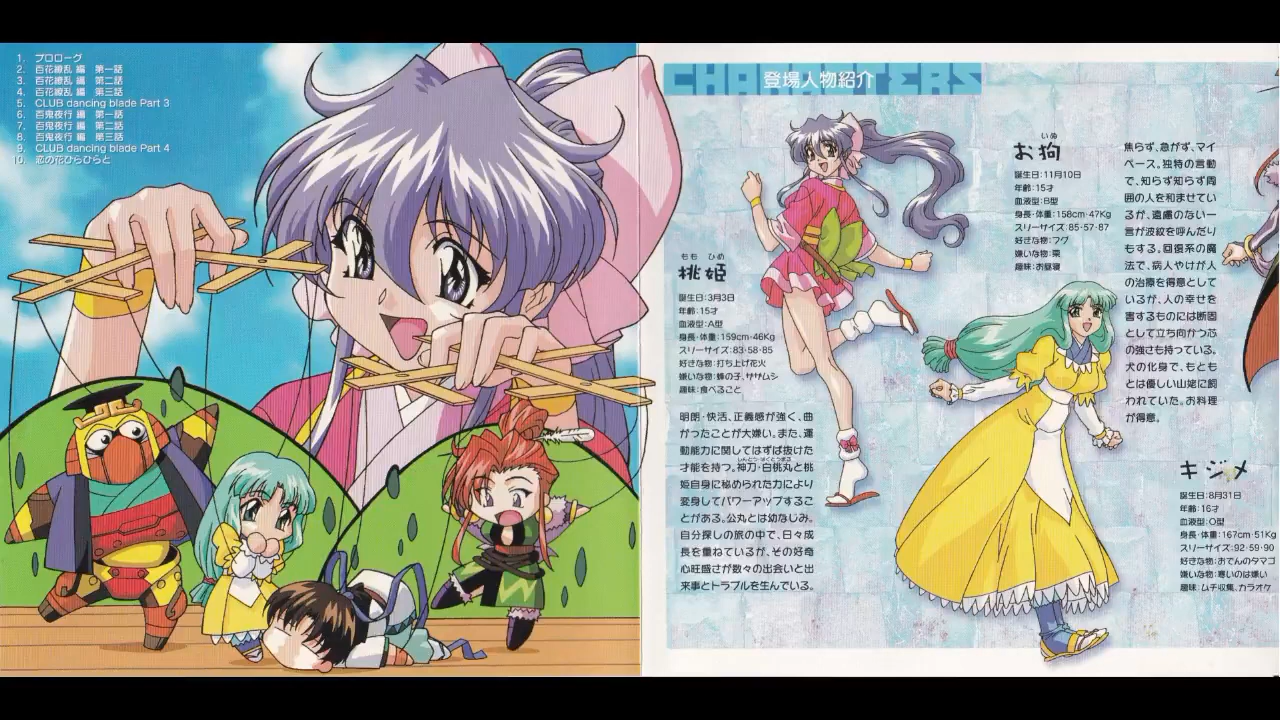 1. プロローグ
2. 百花繚乱 編 第一話
3. 百花繚乱 編 第二話
4. 百花繚乱 編 第三話
5. CLUB dancing blade Part 3
6. 百鬼夜行 編 第一話
7. 百鬼夜行 編 第二話
8. 百鬼夜行 編 第三話
9. CLUB dancing blade Part 4
10. 恋の花ひらひらと
CHARACTERS
登場人物紹介
もも ひめ
桃姫
誕生日:3月3日
年齢:15才
血液型:A型
身長・体重:159cm・46Kg
スリーサイズ:83・58・85
好きな物:打ち上げ花火
嫌いな物:蜂の子、ササムシ
趣味:食べること
明朗・快活、正義感が強く、曲
がったことが大嫌い。また、運
動能力に関してはずば抜けた
才能を持つ。神刀・白桃丸と桃
姫自身に秘められた力により
変身してパワーアップするこ
とがある。公丸とは幼なじみ。
自分探しの旅の中で、日々成
長を重ねているが、その好奇
心旺盛さが数々の出会いと出
来事とトラブルを生んでいる。
いぬ
お狗
誕生日:11月10日
年齢:15才
血液型:B型
身長・体重:158cm・47Kg
スリーサイズ:85・57・87
好きな物:フグ
嫌いな物:栗
趣味:お昼寝
焦らず、急がず、マイ
ペース。独特の言動
で、知らず知らず周
囲の人を和ませてい
るが、遠慮のない一
言が波紋を呼んだり
もする。回復系の魔
法で、病人やけが人
の治療を得意として
いるが、人の幸せを
害するものには断固
として立ち向かう心
の強さも持っている。
犬の化身で、もとも
とは優しい山姥に飼
われていた。お料理
が得意。
キジメ
誕生日:8月31日
年齢:16才
血液型:O型
身長・体重:167cm・51Kg
スリーサイズ:92・59・90
好きな物:おでんのタマゴ
嫌いな物:寒いのは嫌い
趣味:ムチ収集、カラオケ